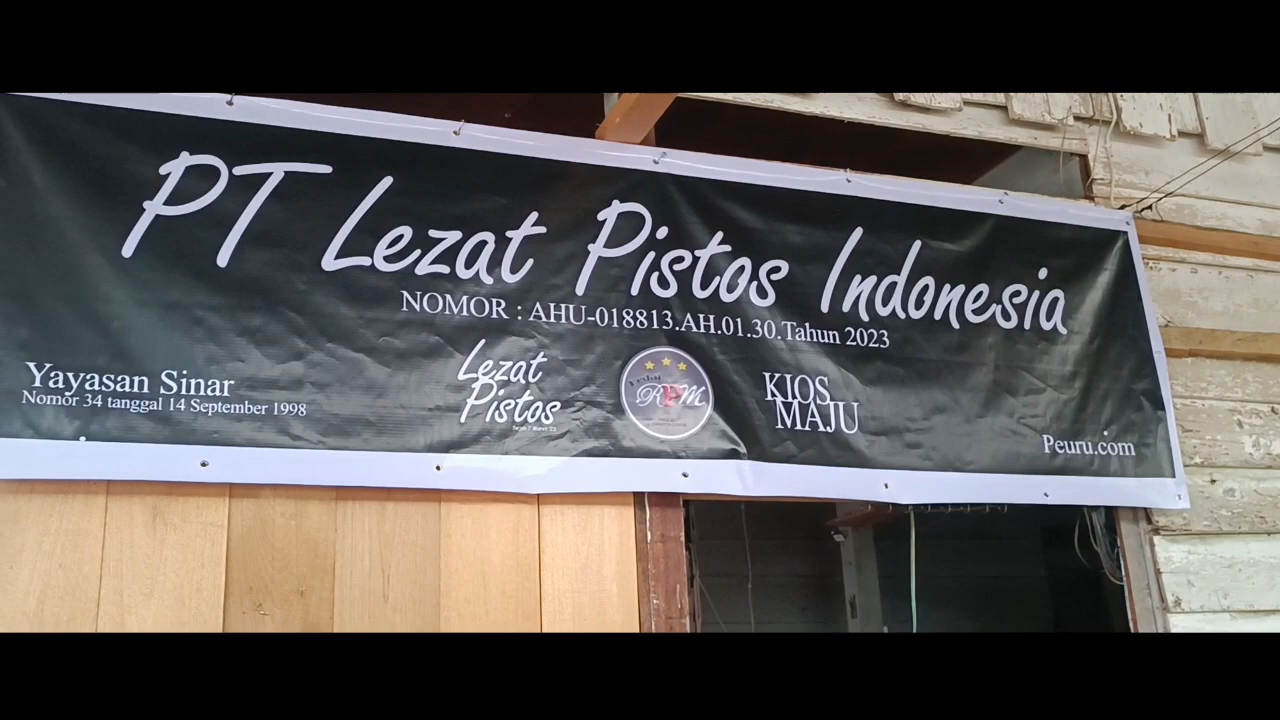 PT Lezat Pistos Indonesia
NOMOR : AHU-018813.AH.01.30.Tahun 2023
Yayasan Sinar
Nomor 34 tanggal 14 September 1998
Lezat
Pistos
RPM
KIOS
MAJU
Peuru.com